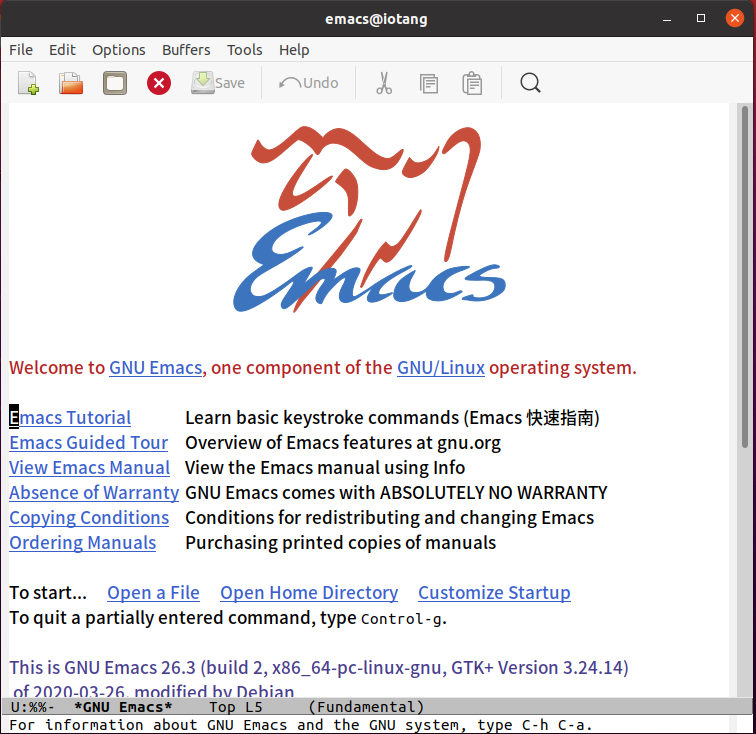 emacs@iotang
File Edit Options Buffers Tools Help
Save Undo
Emacs
Welcome to GNU Emacs, one component of the GNU/Linux operating system.
Emacs Tutorial Learn basic keystroke commands (Emacs 快速指南)
Emacs Guided Tour Overview of Emacs features at gnu.org
View Emacs Manual View the Emacs manual using Info
Absence of Warranty GNU Emacs comes with ABSOLUTELY NO WARRANTY
Copying Conditions Conditions for redistributing and changing Emacs
Ordering Manuals Purchasing printed copies of manuals
To start... Open a File Open Home Directory Customize Startup
To quit a partially entered command, type Control-g.
This is GNU Emacs 26.3 (build 2, x86_64-pc-linux-gnu, GTK+ Version 3.24.14)
of 2020-03-26, modified by Debian
U:%%- *GNU Emacs* Top L5 (Fundamental)
For information about GNU Emacs and the GNU system, type C-h C-a.